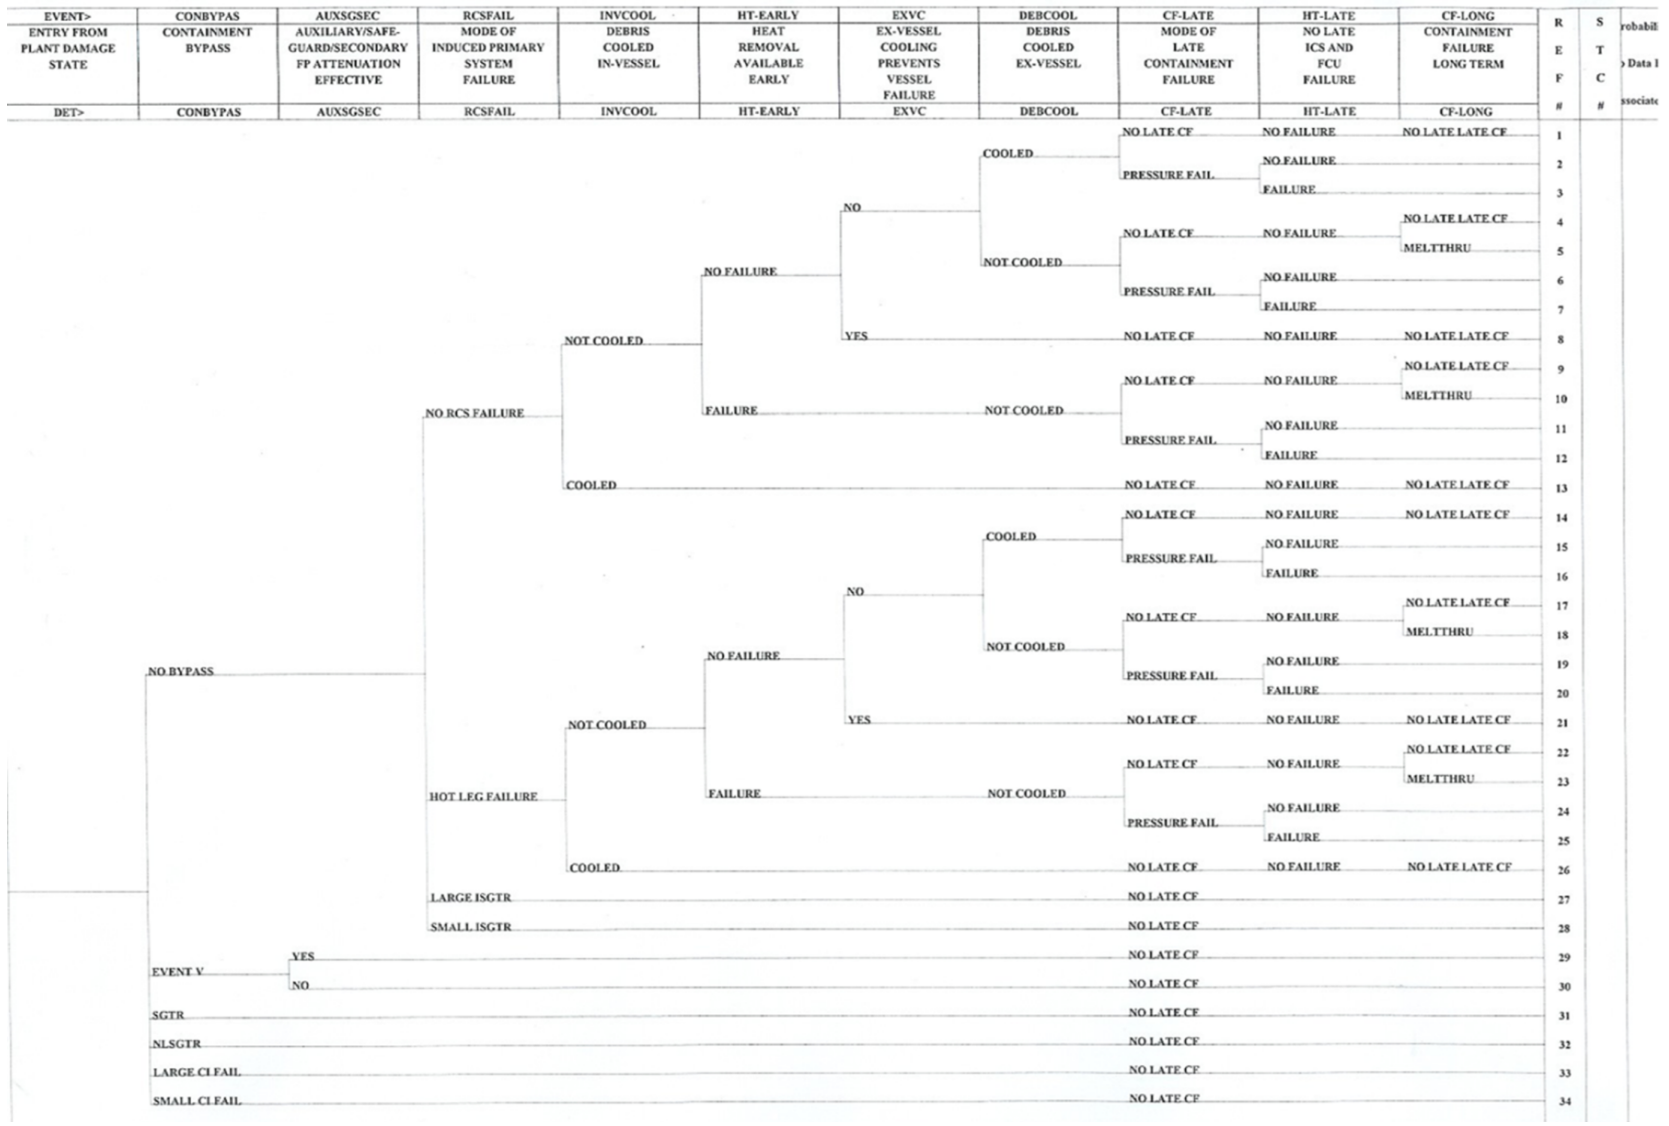 EVENT> CONBYPAS AUXSGSEC RCSFAIL INVCOOL HT-EARLY EXVC DEBCOOL CF-LATE HT-LATE CF-LONG
ENTRY FROM CONTAINMENT AUXILIARY/SAFE- MODE OF DEBRIS HEAT EX-VESSEL DEBRIS MODE OF NO LATE CONTAINMENT R S
PLANT DAMAGE BYPASS GUARD/SECONDARY INDUCED PRIMARY COOLED REMOVAL COOLING COOLED LATE ICS AND FAILURE E T
STATE FP ATTENUATION SYSTEM IN-VESSEL AVAILABLE PREVENTS EX-VESSEL CONTAINMENT FCU LONG TERM Data
EFFECTIVE FAILURE EARLY VESSEL FAILURE FAILURE F C
FAILURE
DET> CONBYPAS AUXSGSEC RCSFAIL INVCOOL HT-EARLY EXVC DEBCOOL CF-LATE HT-LATE CF-LONG # #
NO LATE CF NO FAILURE NO LATE LATE CF 1
COOLED
NO FAILURE 2
PRESSURE FAIL
FAILURE 3
NO
NO LATE LATE CF 4
NO LATE CF NO FAILURE
MELTTHRU 5
NOT COOLED
NO FAILURE
NO FAILURE 6
PRESSURE FAIL
FAILURE 7
NOT COOLED
YES NO LATE CF NO FAILURE NO LATE LATE CF 8
NO LATE LATE CF 9
NO LATE CF NO FAILURE
MELTTHRU 10
NO RCS FAILURE
FAILURE NOT COOLED
NO FAILURE 11
PRESSURE FAIL
FAILURE 12
COOLED NO LATE CF NO FAILURE NO LATE LATE CF 13
NO LATE CF NO FAILURE NO LATE LATE CF 14
COOLED
NO FAILURE 15
PRESSURE FAIL
FAILURE 16
NO
NO LATE LATE CF 17
NO LATE CF NO FAILURE
MELTTHRU 18
NOT COOLED
NO FAILURE
NO FAILURE 19
NO BYPASS
PRESSURE FAIL
FAILURE 20
NOT COOLED
YES NO LATE CF NO FAILURE NO LATE LATE CF 21
NO LATE LATE CF 22
NO LATE CF NO FAILURE
MELTTHRU 23
HOT LEG FAILURE
FAILURE NOT COOLED
NO FAILURE 24
PRESSURE FAIL
FAILURE 25
COOLED NO LATE CF NO FAILURE NO LATE LATE CF 26
LARGE ISGTR NO LATE CF 27
SMALL ISGTR NO LATE CF 28
YES NO LATE CF 29
EVENT V
NO NO LATE CF 30
SGTR NO LATE CF 31
NLSGTR NO LATE CF 32
LARGE CI FAIL NO LATE CF 33
SMALL CI FAIL NO LATE CF 34